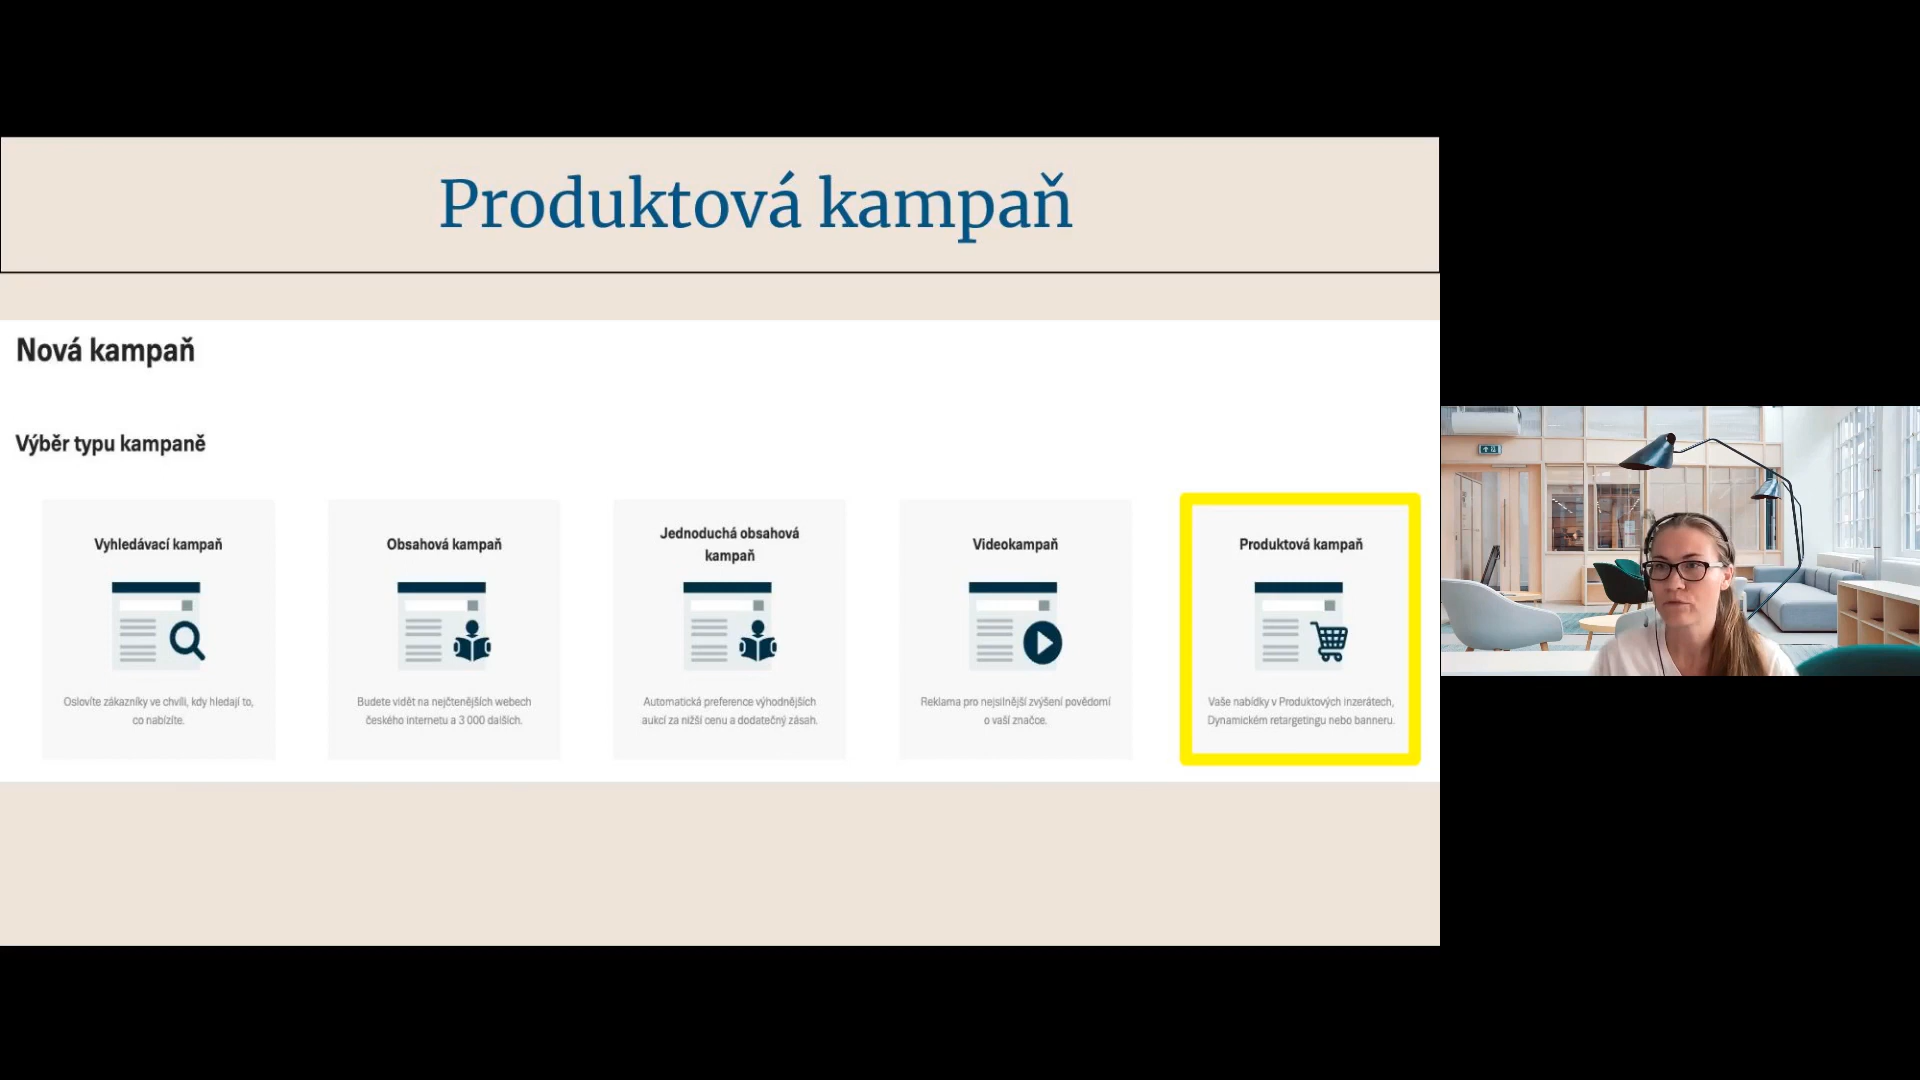 Produktová kampaň
Nová kampaň
Výběr typu kampaně
Vyhledávací kampaň
Oslovíte zákazníky ve chvíli, kdy hledají to,
co nabízíte.
Obsahová kampaň
Budete vidět na nejčtenějších webech
českého internetu a 3 000 dalších.
Jednoduchá obsahová
kampaň
Automatická preference výhodnějších
aukcí za nižší cenu a dodatečný zásah.
Videokampaň
Reklama pro nejsilnější zvýšení povědomí
o vaší značce.
Produktová kampaň
Vaše nabídky v Produktových inzerátech,
Dynamickém retargetingu nebo banneru.